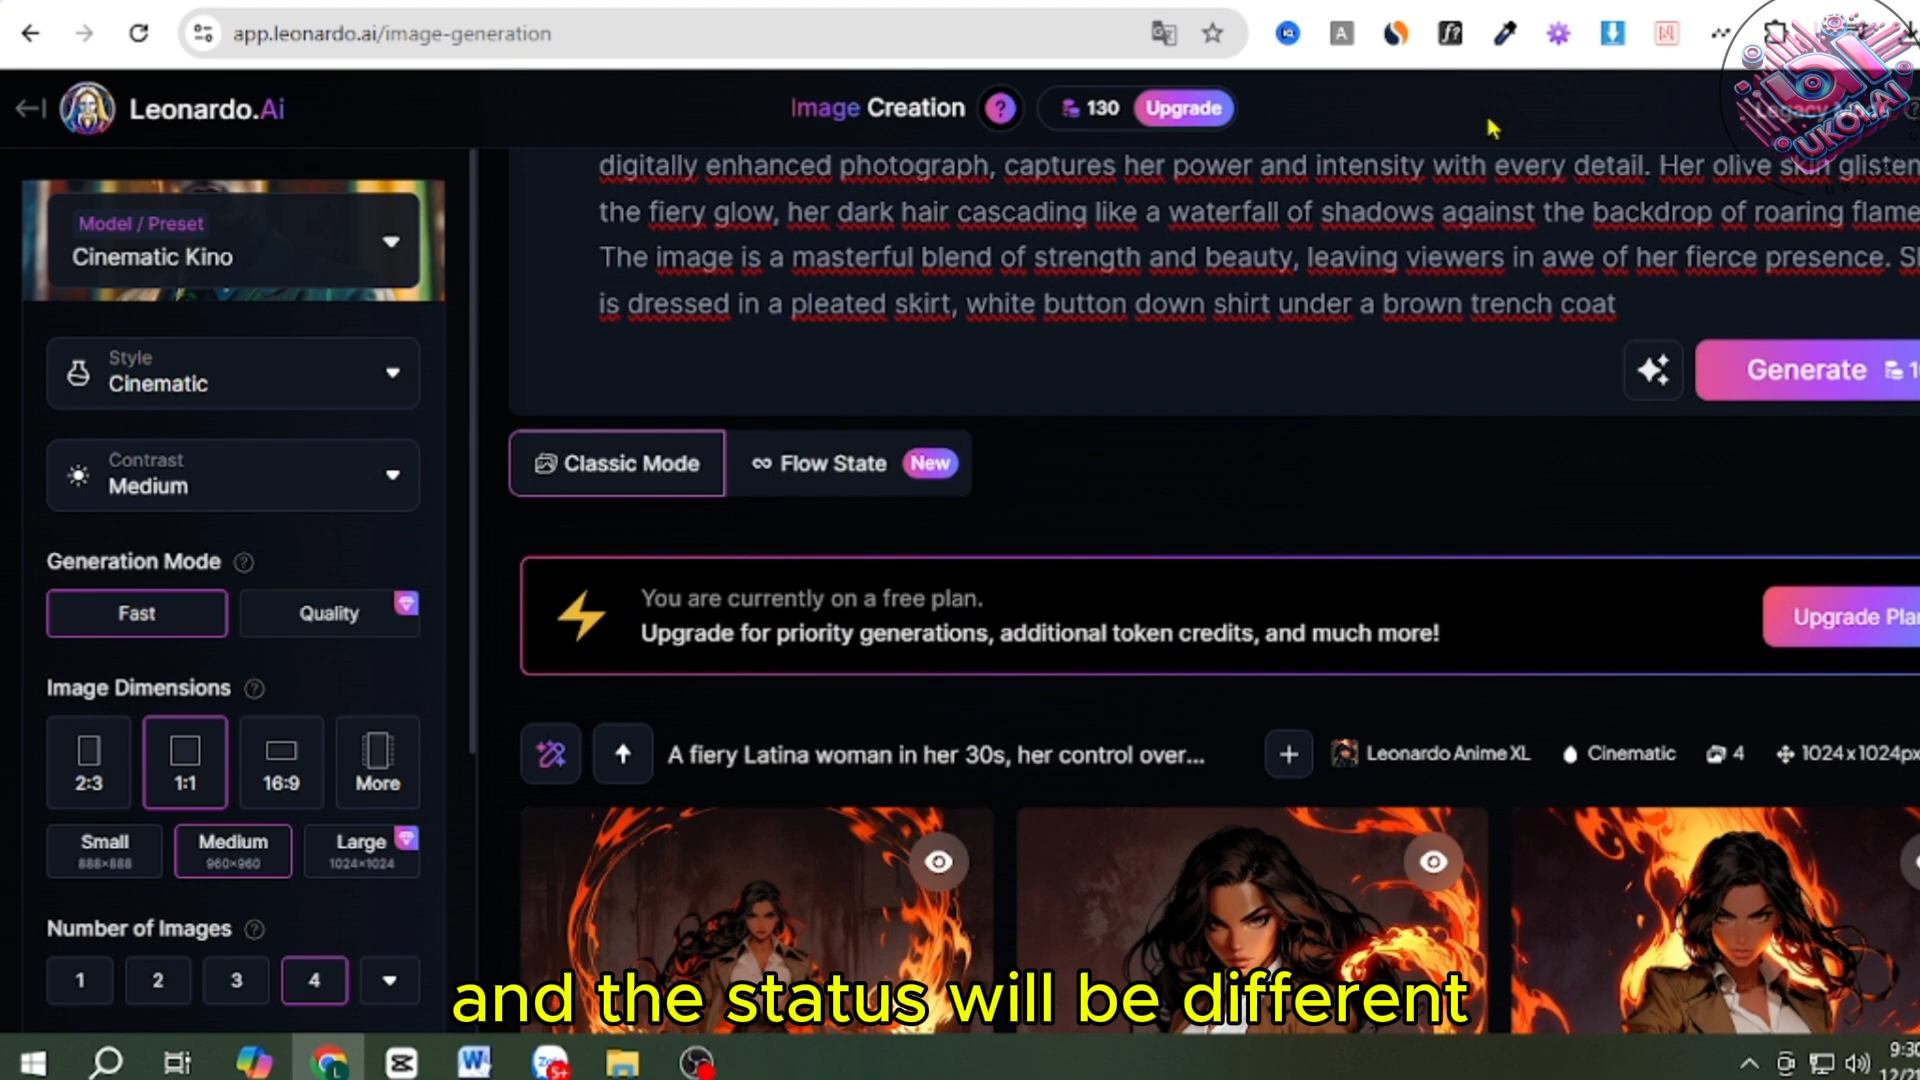 app.leonardo.ai/image-generation
Leonardo.Ai
Image Creation ? 130 Upgrade
Legacy
UKOLAI
digitally enhanced photograph, captures her power and intensity with every detail. Her olive skin glisten
the fiery glow, her dark hair cascading like a waterfall of shadows against the backdrop of roaring flame
The image is a masterful blend of strength and beauty, leaving viewers in awe of her fierce presence. S
is dressed in a pleated skirt, white button down shirt under a brown trench coat
Model / Preset
Cinematic Kino
Style
Cinematic
Generate
Contrast
Medium
Classic Mode
Flow State New
Generation Mode ?
Fast
Quality
You are currently on a free plan.
Upgrade for priority generations, additional token credits, and much more!
Upgrade Plan
Image Dimensions ?
2:3
1:1
16:9
More
A fiery Latina woman in her 30s, her control over...
Leonardo Anime XL
Cinematic
4
1024x1024px
Small
888×888
Medium
960×960
Large
1024×1024
Number of Images ?
1
2
3
4
and the status will be different
9:30
12/21